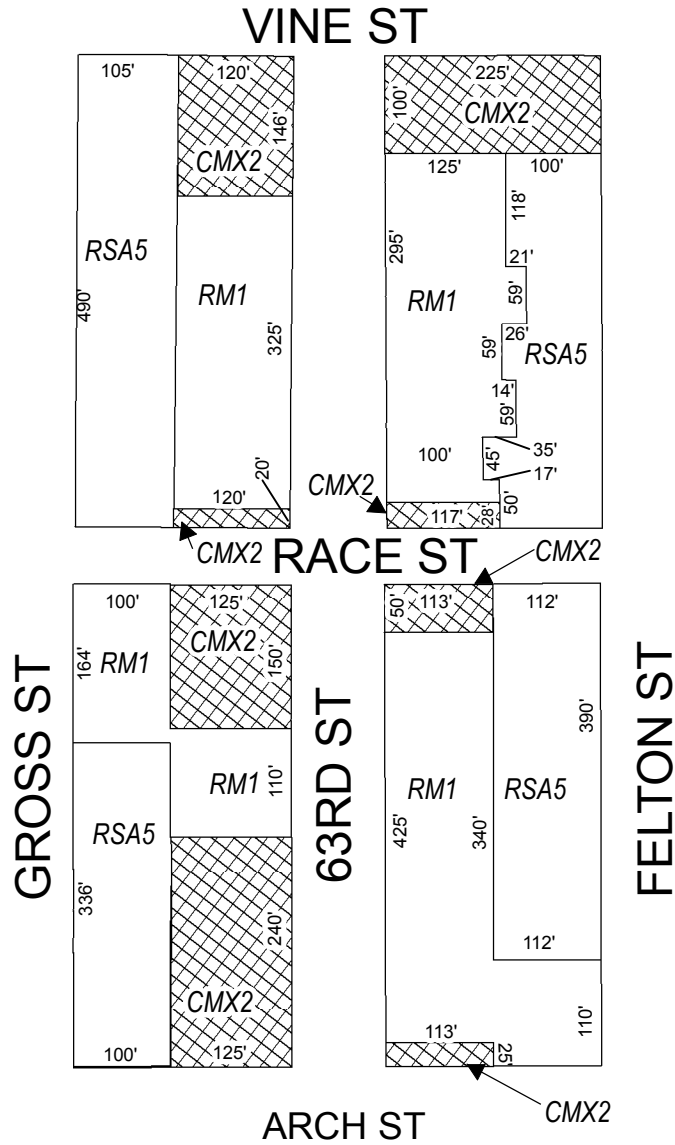 VINE ST
105'
120'
225'
100'
CMX2
146'
CMX2
125'
100'
118'
RSA5
490'
RM1
325'
295'
RM1
21'
59'
26'
59'
RSA5
14'
59'
100'
45'
35'
17'
20'
120'
CMX2
CMX2
117'
28'
50'
RACE ST
CMX2
100'
125'
50'
113'
112'
164'
RM1
CMX2
150'
390'
GROSS ST
63RD ST
FELTON ST
RM1
110'
RM1
RSA5
425'
340'
RSA5
336'
240'
112'
CMX2
110'
100'
125'
113'
25'
CMX2
ARCH ST